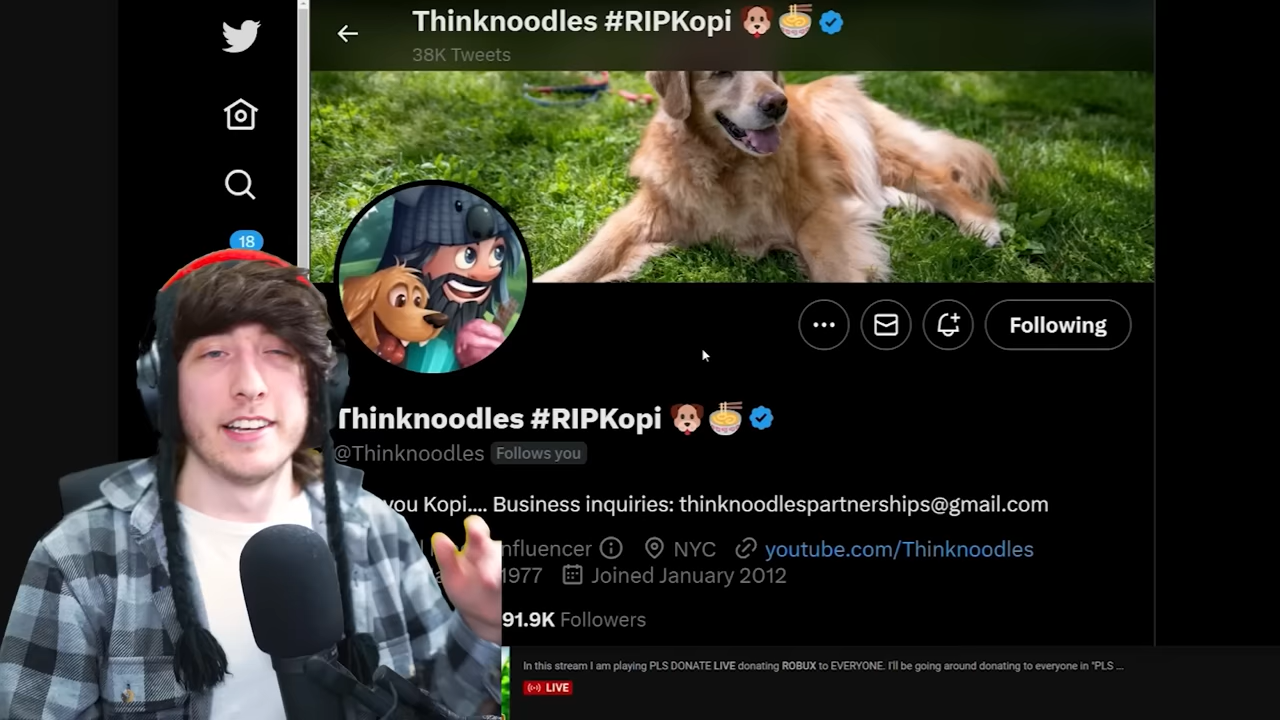 Thinknoodles #RIPKopi
38K Tweets
18
Following
Thinknoodles #RIPKopi
@Thinknoodles Follows you
you Kopi.... Business inquiries: thinknoodlespartnerships@gmail.com
nfluencer NYC youtube.com/Thinknoodles
1977 Joined January 2012
91.9K Followers
In this stream I am playing PLS DONATE LIVE donating ROBUX to EVERYONE. I'll be going around donating to everyone in "PLS ...
LIVE